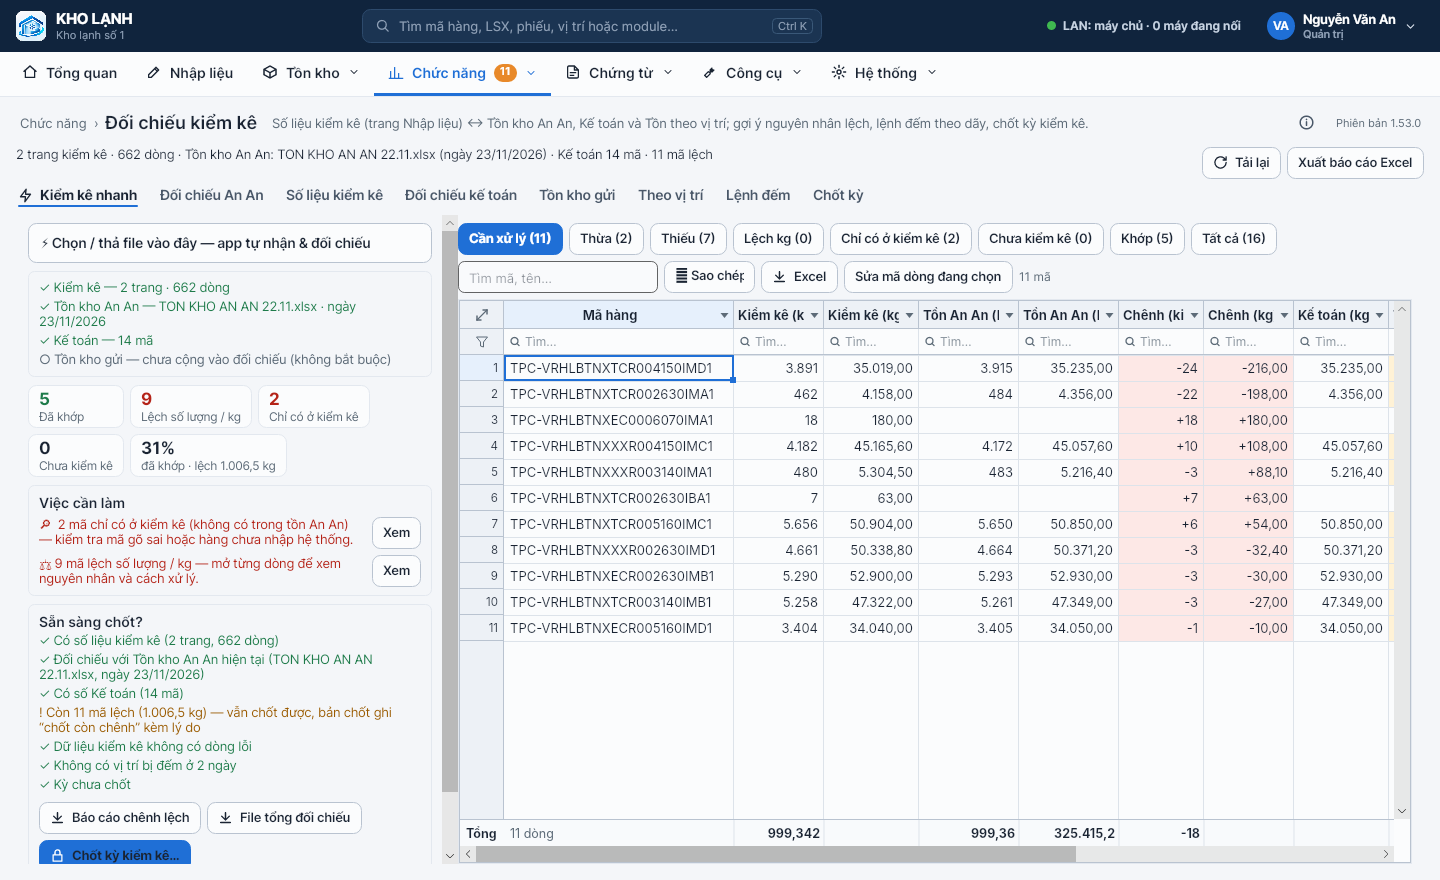 KHO LẠNH
Kho lạnh số 1
Tìm mã hàng, LSX, phiếu, vị trí hoặc module...
Ctrl K
LAN: máy chủ · 0 máy đang nối
VA
Nguyễn Văn An
Quản trị
Tổng quan
Nhập liệu
Tồn kho
Chức năng 11
Chứng từ
Công cụ
Hệ thống
Chức năng › Đối chiếu kiểm kê
Số liệu kiểm kê (trang Nhập liệu) ↔ Tồn kho An An, Kế toán và Tồn theo vị trí; gợi ý nguyên nhân lệch, lệnh đếm theo dãy, chốt kỳ kiểm kê.
Phiên bản 1.53.0
2 trang kiểm kê · 662 dòng · Tồn kho An An: TON KHO AN AN 22.11.xlsx (ngày 23/11/2026) · Kế toán 14 mã · 11 mã lệch
Tải lại
Xuất báo cáo Excel
Kiểm kê nhanh
Đối chiếu An An
Số liệu kiểm kê
Đối chiếu kế toán
Tồn kho gửi
Theo vị trí
Lệnh đếm
Chốt kỳ
⚡ Chọn / thả file vào đây — app tự nhận & đối chiếu
✓ Kiểm kê — 2 trang · 662 dòng
✓ Tồn kho An An — TON KHO AN AN 22.11.xlsx · ngày
23/11/2026
✓ Kế toán — 14 mã
○ Tồn kho gửi — chưa cộng vào đối chiếu (không bắt buộc)
5
Đã khớp
9
Lệch số lượng / kg
2
Chỉ có ở kiểm kê
0
Chưa kiểm kê
31%
đã khớp · lệch 1.006,5 kg
Việc cần làm
2 mã chỉ có ở kiểm kê (không có trong tồn An An)
— kiểm tra mã gõ sai hoặc hàng chưa nhập hệ thống.
Xem
9 mã lệch số lượng / kg — mở từng dòng để xem
nguyên nhân và cách xử lý.
Xem
Sẵn sàng chốt?
✓ Có số liệu kiểm kê (2 trang, 662 dòng)
✓ Đối chiếu với Tồn kho An An hiện tại (TON KHO AN AN
22.11.xlsx, ngày 23/11/2026)
✓ Có số Kế toán (14 mã)
! Còn 11 mã lệch (1.006,5 kg) — vẫn chốt được, bản chốt ghi
“chốt còn chênh” kèm lý do
✓ Dữ liệu kiểm kê không có dòng lỗi
✓ Không có vị trí bị đếm ở 2 ngày
✓ Kỳ chưa chốt
Báo cáo chênh lệch
File tổng đối chiếu
Chốt kỳ kiểm kê...
Cần xử lý (11)
Thừa (2)
Thiếu (7)
Lệch kg (0)
Chỉ có ở kiểm kê (2)
Chưa kiểm kê (0)
Khớp (5)
Tất cả (16)
Tìm mã, tên...
Sao chép
Excel
Sửa mã dòng đang chọn
11 mã
Mã hàng Kiểm kê (k Kiểm kê (kg Tồn An An (l Tồn An An (l Chênh (ki Chênh (kg Kế toán (kg
Tìm... Tìm... Tìm... Tìm... Tìm... Tìm... Tìm... Tìm...
1 TPC-VRHLBTNXTCR004150IMD1 3.891 35.019,00 3.915 35.235,00 -24 -216,00 35.235,00
2 TPC-VRHLBTNXTCR002630IMA1 462 4.158,00 484 4.356,00 -22 -198,00 4.356,00
3 TPC-VRHLBTNXEC0006070IMA1 18 180,00 +18 +180,00
4 TPC-VRHLBTNXXXR004150IMC1 4.182 45.165,60 4.172 45.057,60 +10 +108,00 45.057,60
5 TPC-VRHLBTNXXXR003140IMA1 480 5.304,50 483 5.216,40 -3 +88,10 5.216,40
6 TPC-VRHLBTNXTCR002630IBA1 7 63,00 +7 +63,00
7 TPC-VRHLBTNXTCR005160IMC1 5.656 50.904,00 5.650 50.850,00 +6 +54,00 50.850,00
8 TPC-VRHLBTNXXXR002630IMD1 4.661 50.338,80 4.664 50.371,20 -3 -32,40 50.371,20
9 TPC-VRHLBTNXECR002630IMB1 5.290 52.900,00 5.293 52.930,00 -3 -30,00 52.930,00
10 TPC-VRHLBTNXTCR003140IMB1 5.258 47.322,00 5.261 47.349,00 -3 -27,00 47.349,00
11 TPC-VRHLBTNXECR005160IMD1 3.404 34.040,00 3.405 34.050,00 -1 -10,00 34.050,00
Tổng 11 dòng 999,342 999,36 325.415,2 -18